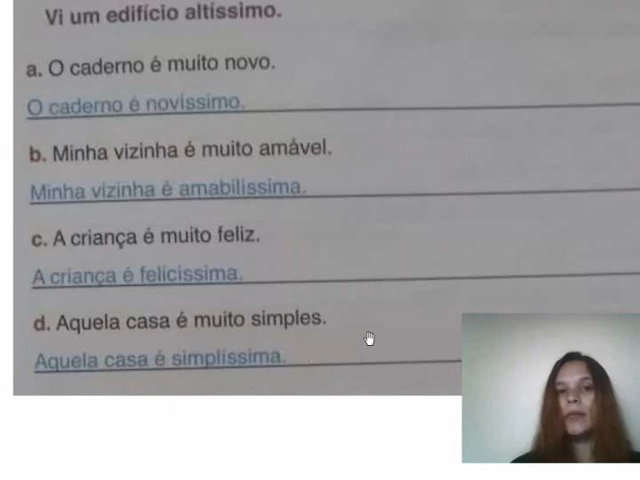 Vi um edifício altíssimo.
a. O caderno é muito novo.
O caderno é novíssimo.
b. Minha vizinha é muito amável.
Minha vizinha é amabilíssima.
c. A criança é muito feliz.
A criança é felicíssima.
d. Aquela casa é muito simples.
Aquela casa é simplíssima.